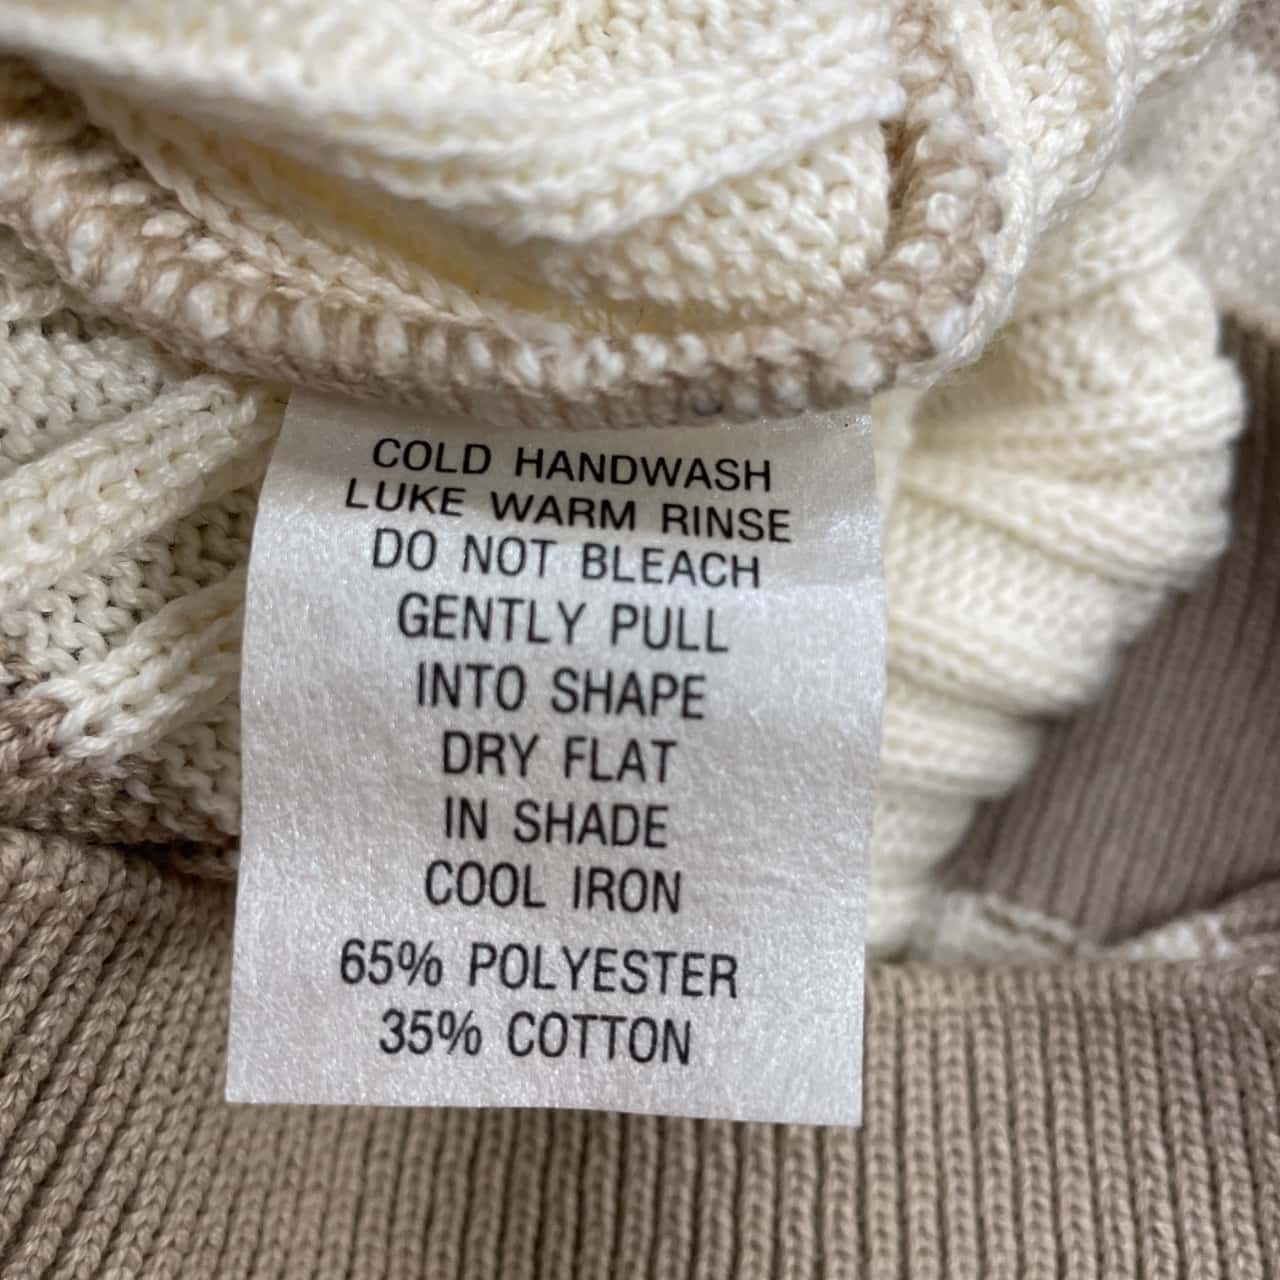 COLD HANDWASH
LUKE WARM RINSE
DO NOT BLEACH
GENTLY PULL
INTO SHAPE
DRY FLAT
IN SHADE
COOL IRON
65% POLYESTER
35% COTTON